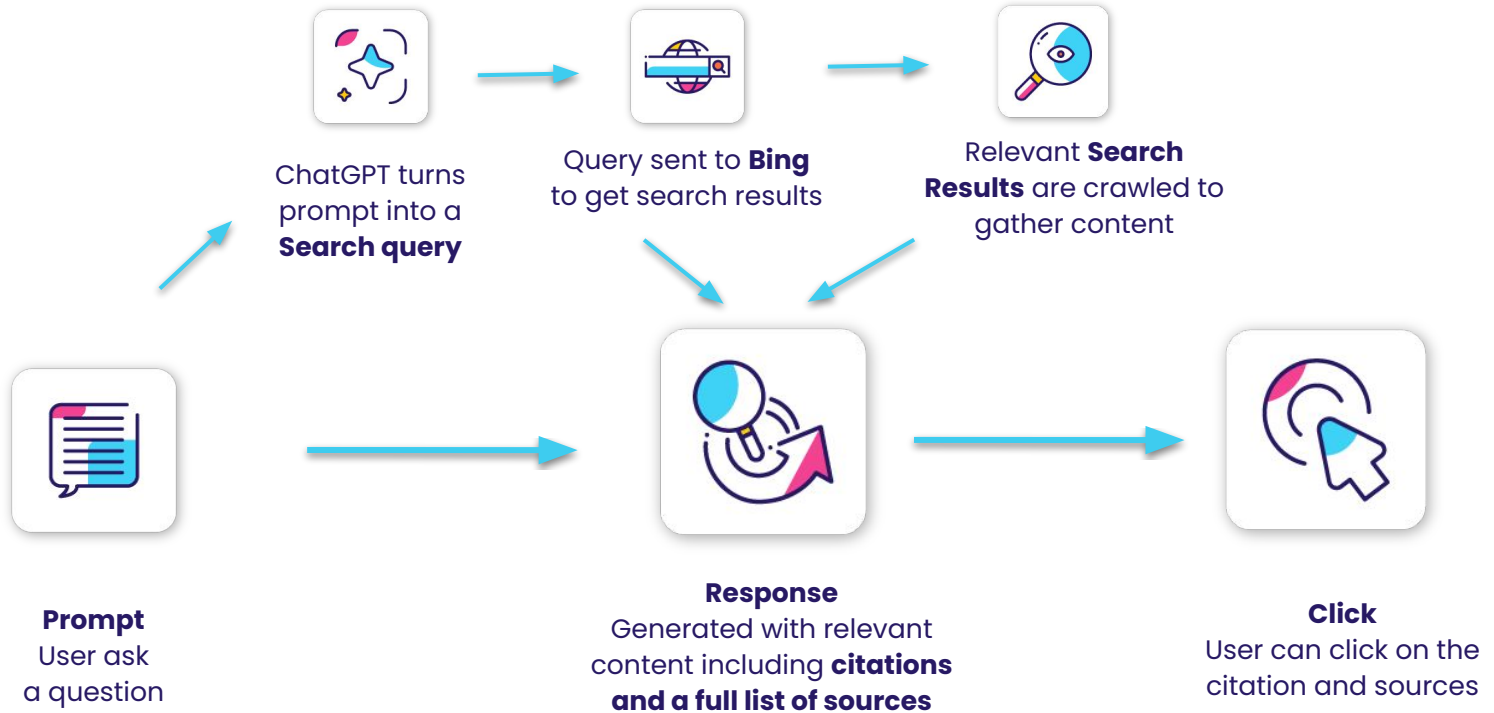 ChatGPT turns
prompt into a
Search query
Query sent to Bing
to get search results
Relevant Search
Results are crawled to
gather content
Prompt
User ask
a question
Response
Generated with relevant
content including citations
and a full list of sources
Click
User can click on the
citation and sources